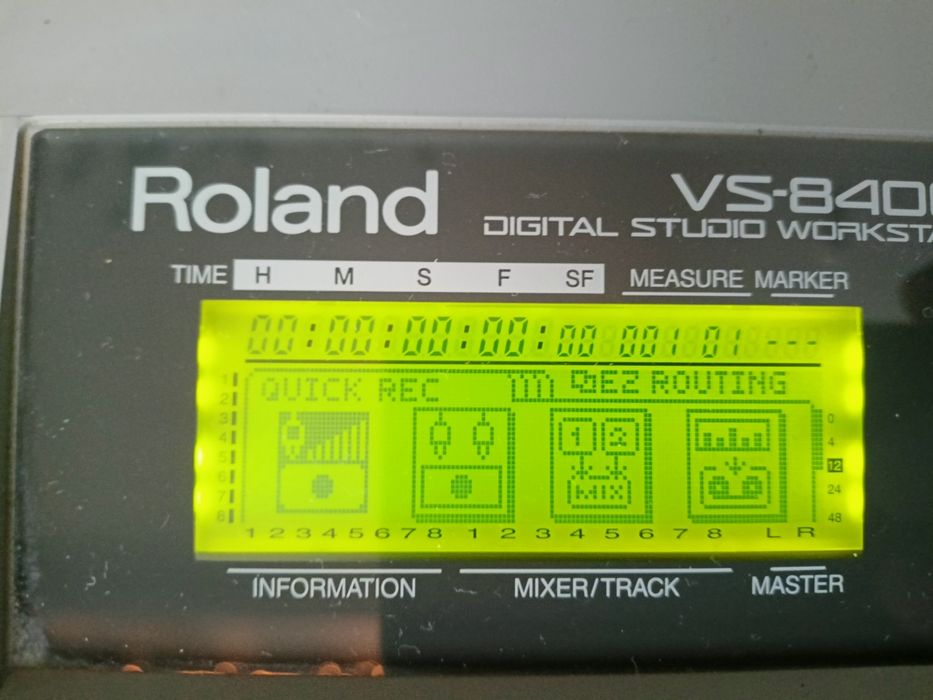 Roland
VS-840
DIGITAL STUDIO WORKSTA
TIME H M S F SF MEASURE MARKER
00:00:00:00:00 001 01 ---
QUICK REC EZ ROUTING
1
2
3
4
5
6
7
8
1 2
MIX
0
4
12
24
48
1 2 3 4 5 6 7 8 1 2 3 4 5 6 7 8 L R
INFORMATION MIXER/TRACK MASTER